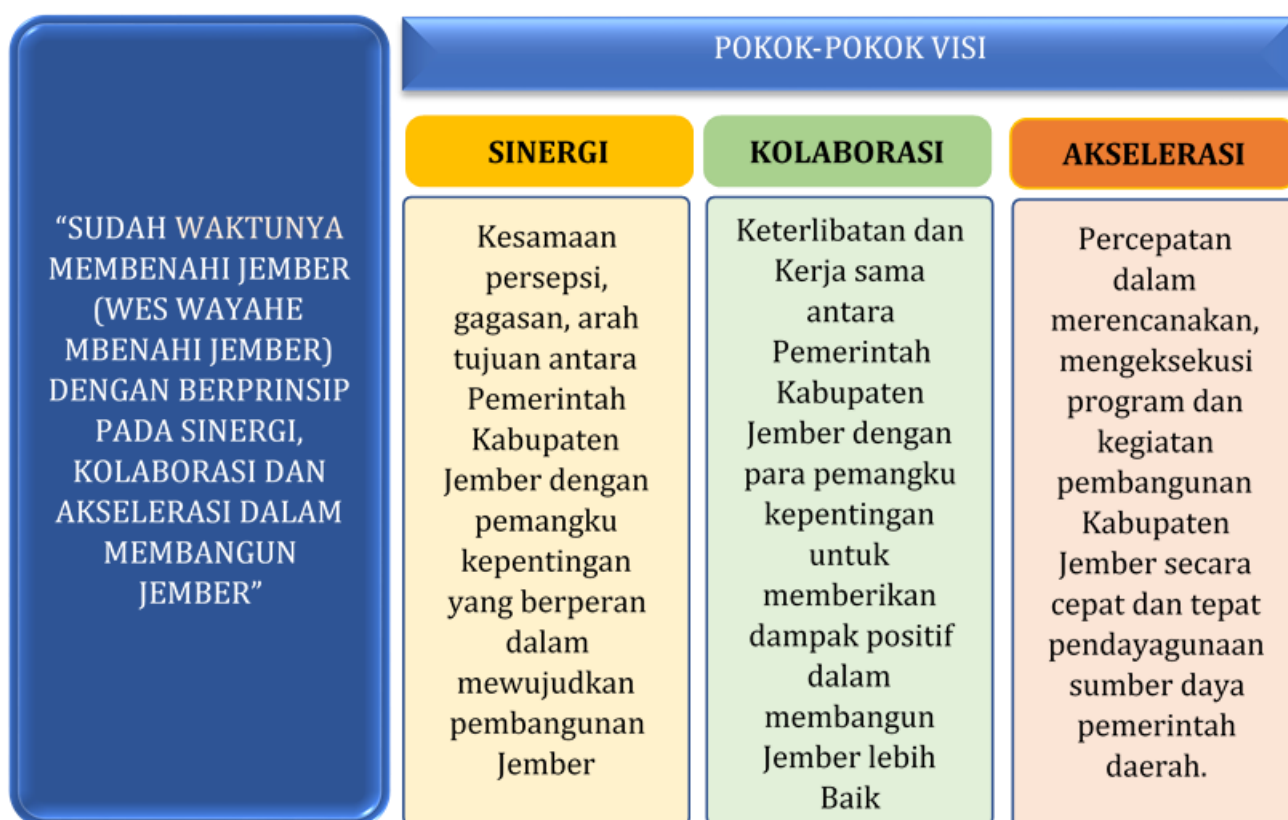 “SUDAH WAKTUNYA
MEMBENAHI JEMBER
(WES WAYAHE
MBENAHI JEMBER)
DENGAN BERPRINSIP
PADA SINERGI,
KOLABORASI DAN
AKSELERASI DALAM
MEMBANGUN
JEMBER”
POKOK-POKOK VISI
SINERGI
Kesamaan
persepsi,
gagasan, arah
tujuan antara
Pemerintah
Kabupaten
Jember dengan
pemangku
kepentingan
yang berperan
dalam
mewujudkan
pembangunan
Jember
KOLABORASI
Keterlibatan dan
Kerja sama
antara
Pemerintah
Kabupaten
Jember dengan
para pemangku
kepentingan
untuk
memberikan
dampak positif
dalam
membangun
Jember lebih
Baik
AKSELERASI
Percepatan
dalam
merencanakan,
mengeksekusi
program dan
kegiatan
pembangunan
Kabupaten
Jember secara
cepat dan tepat
pendayagunaan
sumber daya
pemerintah
daerah.